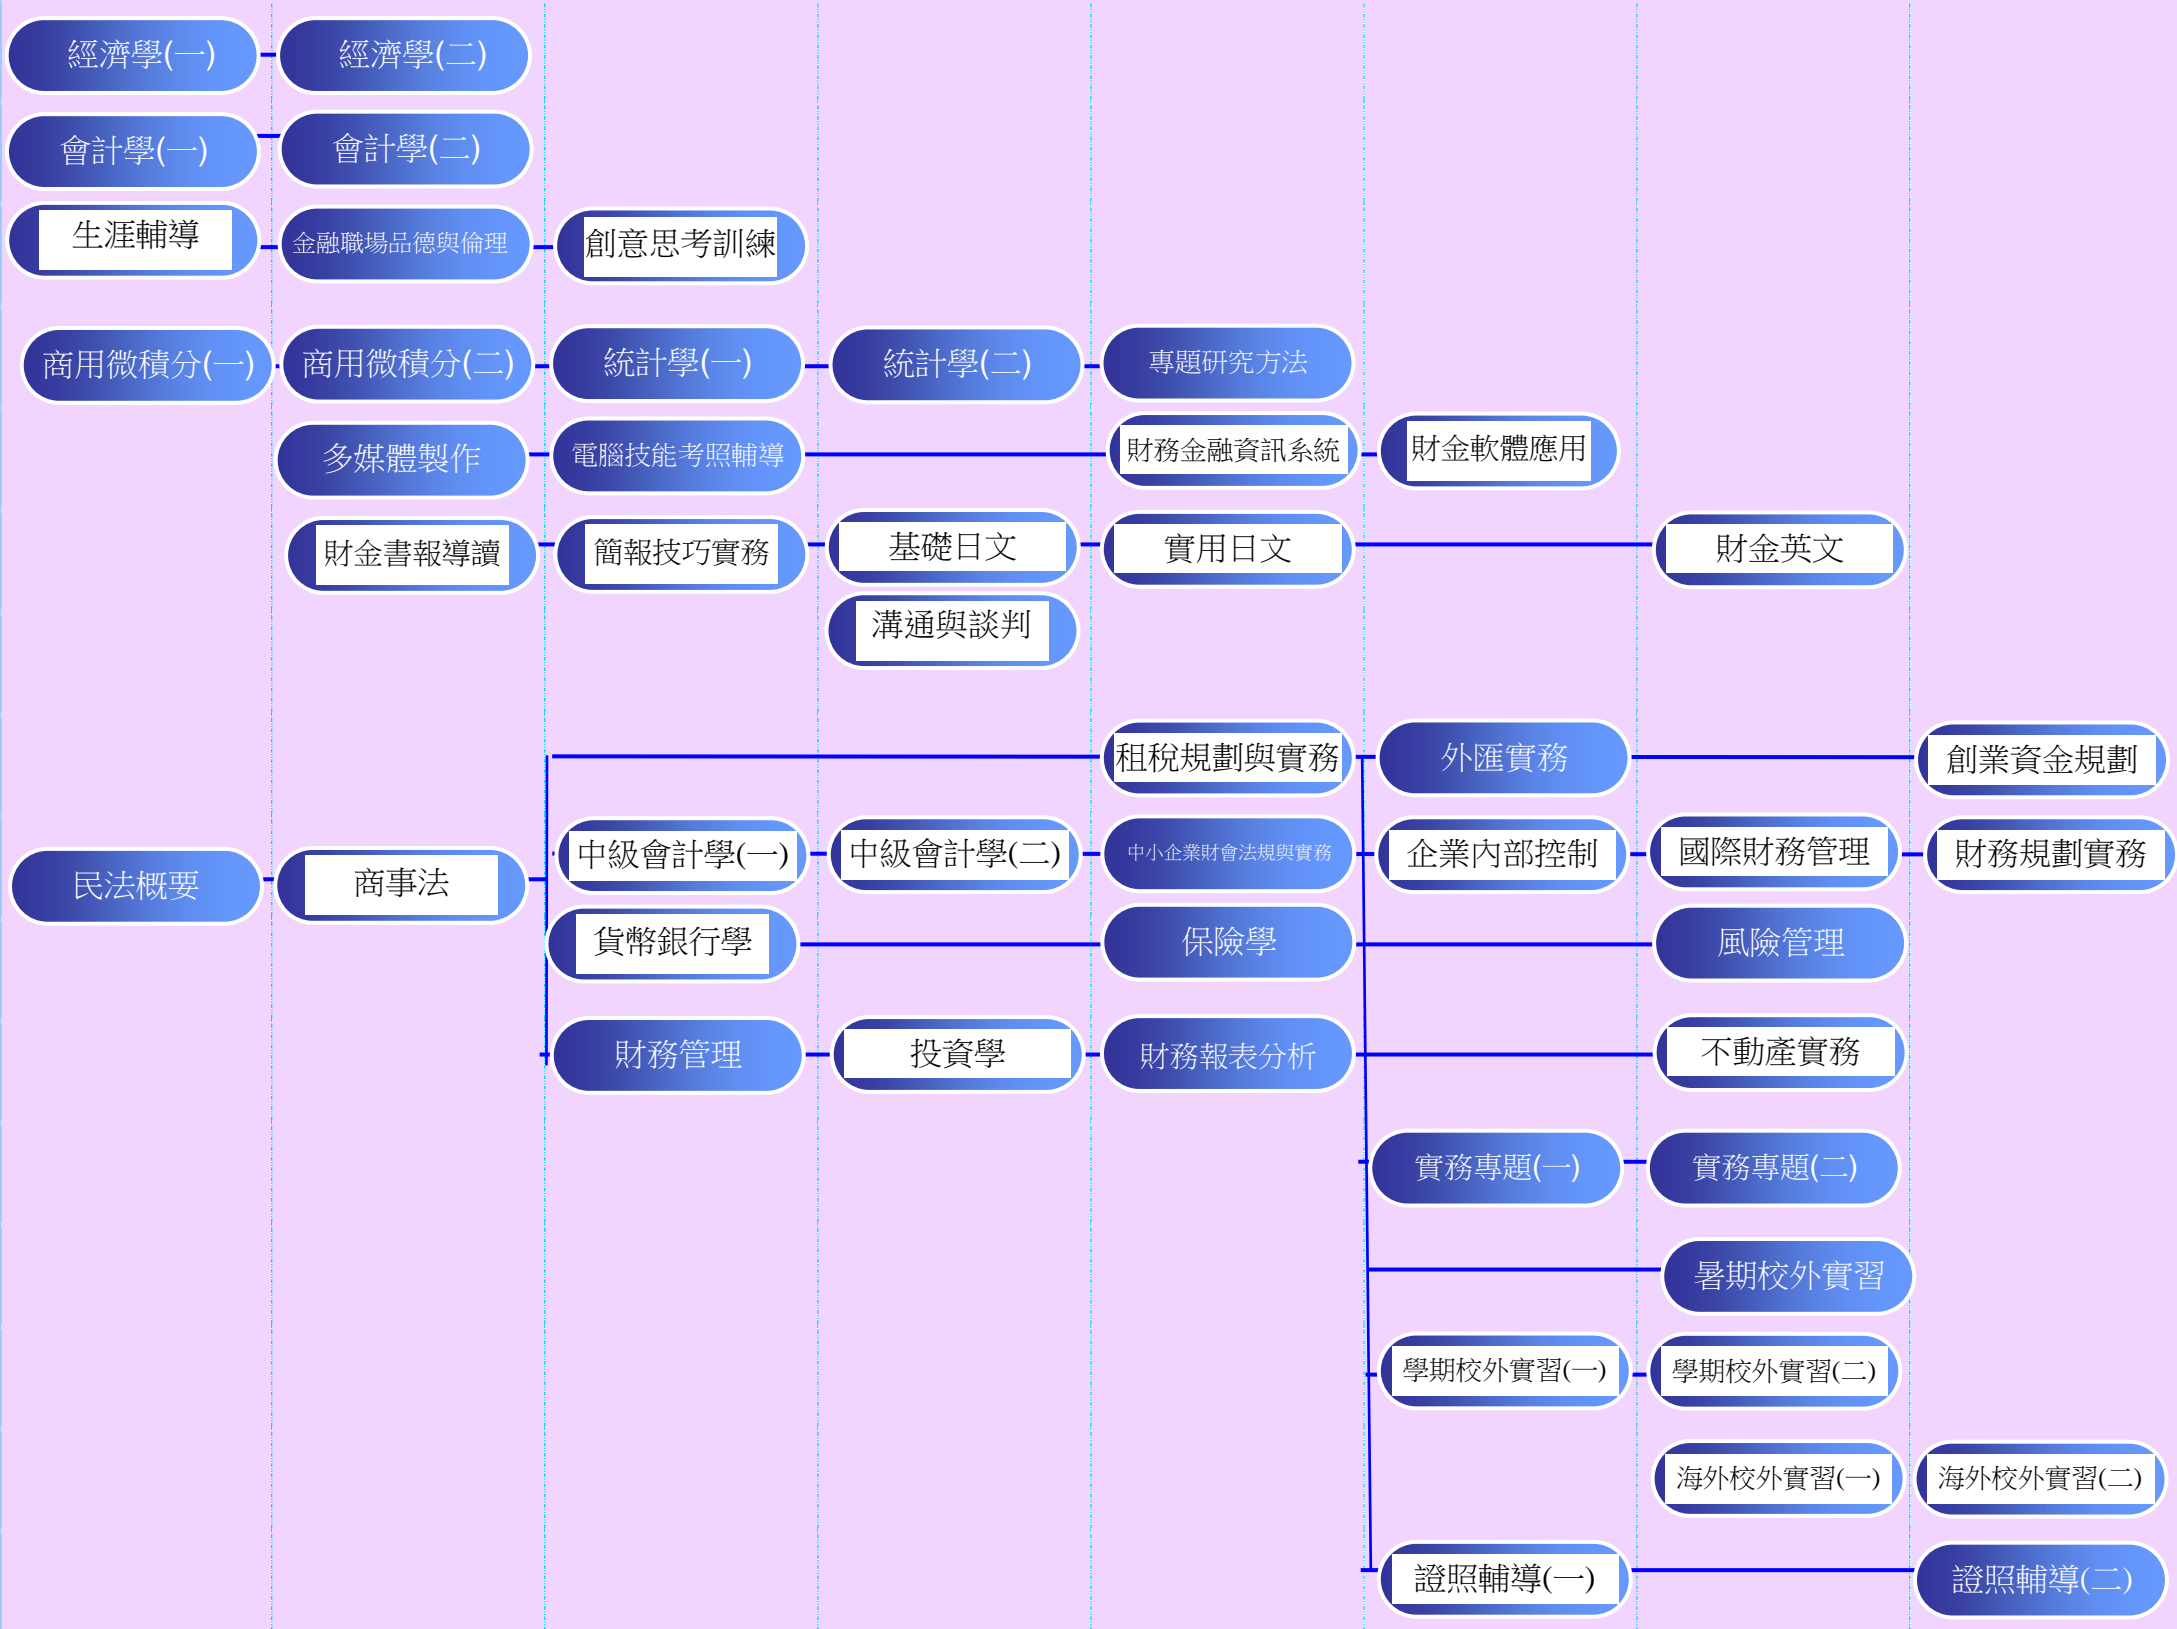 經濟學(一)
經濟學(二)
會計學(一)
會計學(二)
生涯輔導
金融職場品德與倫理
創意思考訓練
商用微積分(一)
商用微積分(二)
統計學(一)
統計學(二)
專題研究方法
多媒體製作
電腦技能考照輔導
財務金融資訊系統
財金軟體應用
財金書報導讀
簡報技巧實務
基礎日文
實用日文
財金英文
溝通與談判
租稅規劃與實務
外匯實務
創業資金規劃
中級會計學(一)
中級會計學(二)
中小企業財會法規與實務
企業內部控制
國際財務管理
財務規劃實務
民法概要
商事法
貨幣銀行學
保險學
風險管理
財務管理
投資學
財務報表分析
不動產實務
實務專題(一)
實務專題(二)
暑期校外實習
學期校外實習(一)
學期校外實習(二)
海外校外實習(一)
海外校外實習(二)
證照輔導(一)
證照輔導(二)